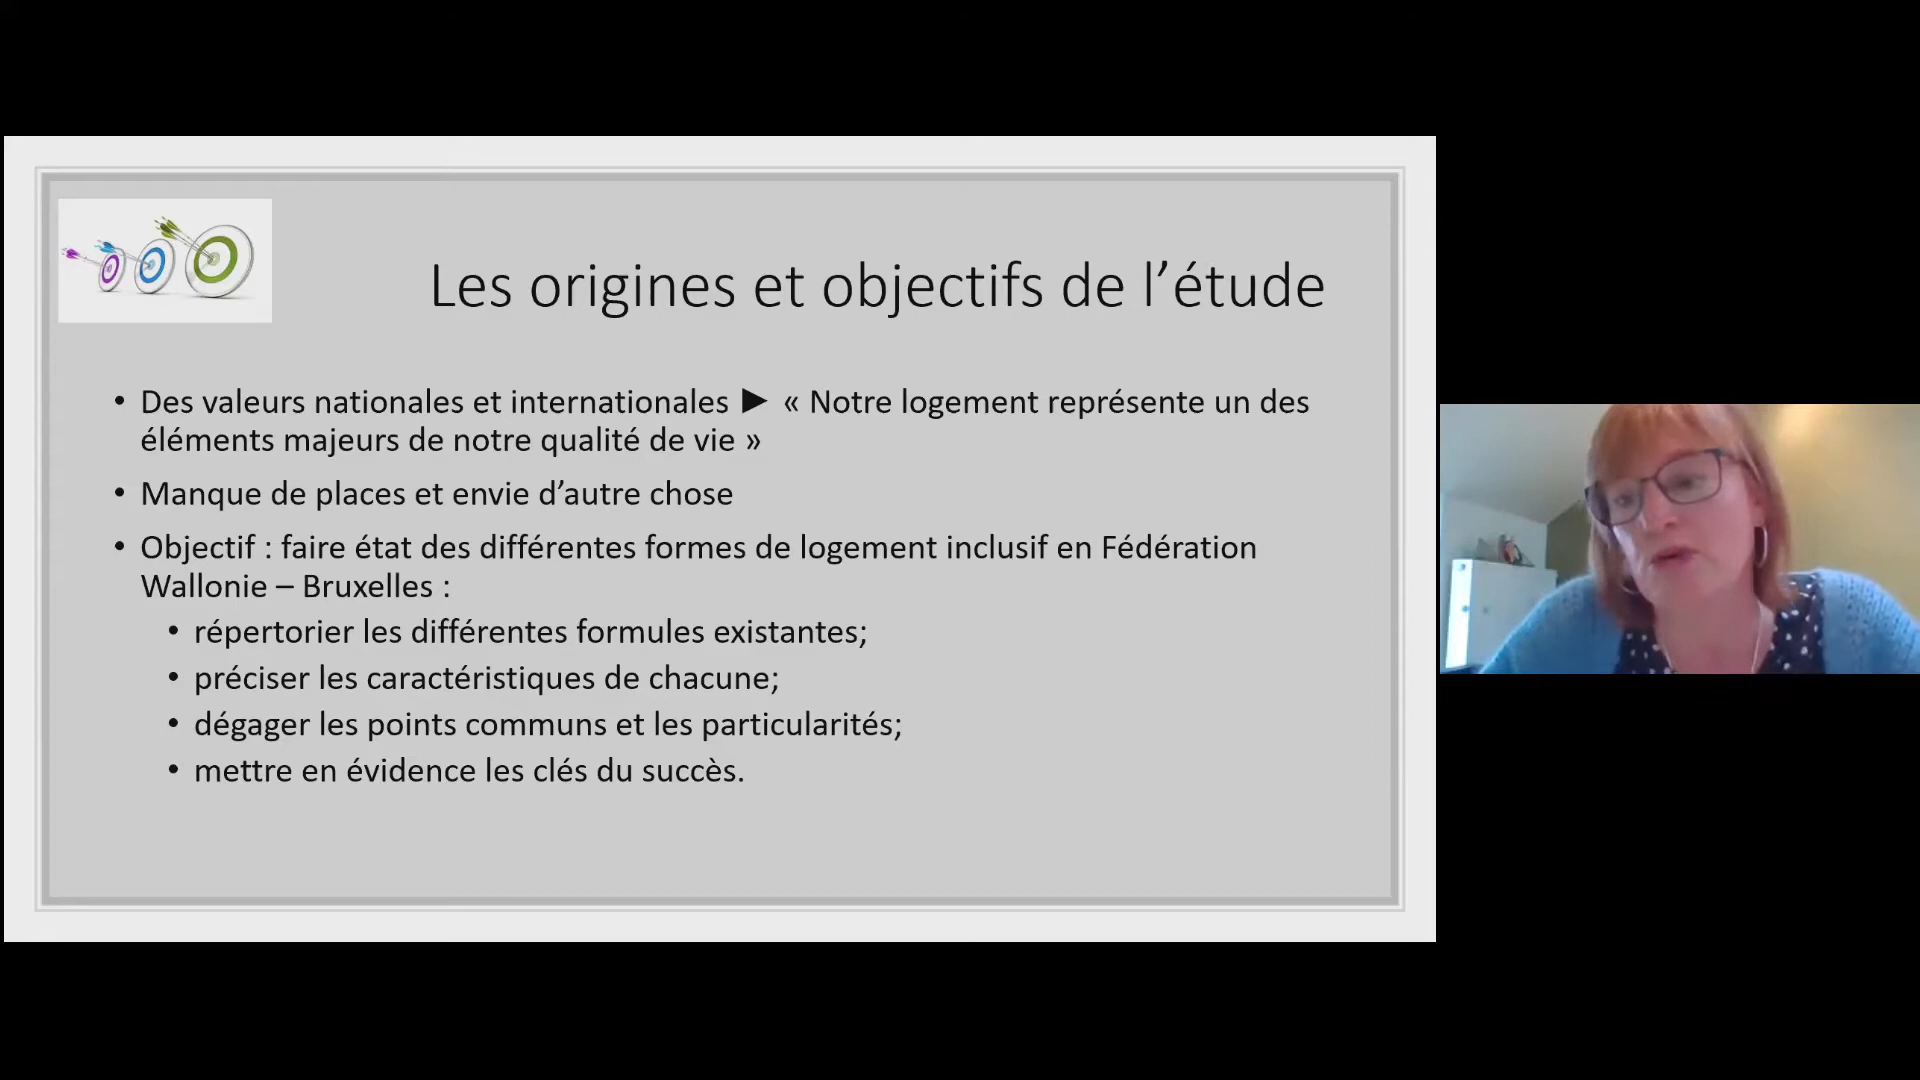 Les origines et objectifs de l’étude
• Des valeurs nationales et internationales ► « Notre logement représente un des
éléments majeurs de notre qualité de vie »
• Manque de places et envie d’autre chose
• Objectif : faire état des différentes formes de logement inclusif en Fédération
Wallonie – Bruxelles :
• répertorier les différentes formules existantes;
• préciser les caractéristiques de chacune;
• dégager les points communs et les particularités;
• mettre en évidence les clés du succès.